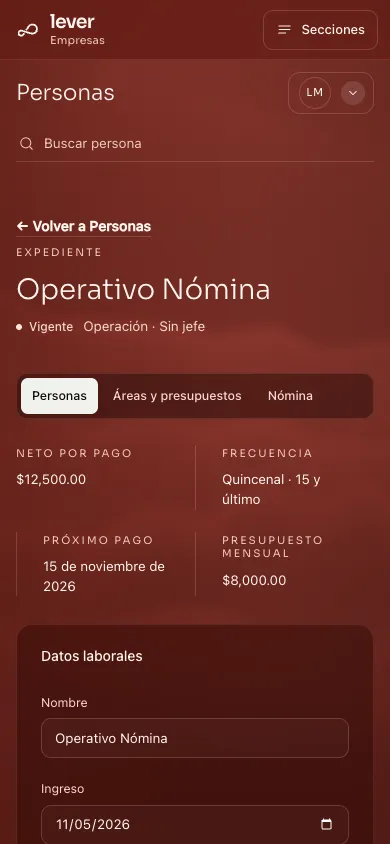 lever
Empresas
Secciones
Personas
LM
Buscar persona
← Volver a Personas
EXPEDIENTE
Operativo Nómina
Vigente Operación · Sin jefe
Personas Áreas y presupuestos Nómina
NETO POR PAGO
$12,500.00
FRECUENCIA
Quincenal · 15 y
último
PRÓXIMO PAGO
15 de noviembre de
2026
PRESUPUESTO
MENSUAL
$8,000.00
Datos laborales
Nombre
Operativo Nómina
Ingreso
11/05/2026